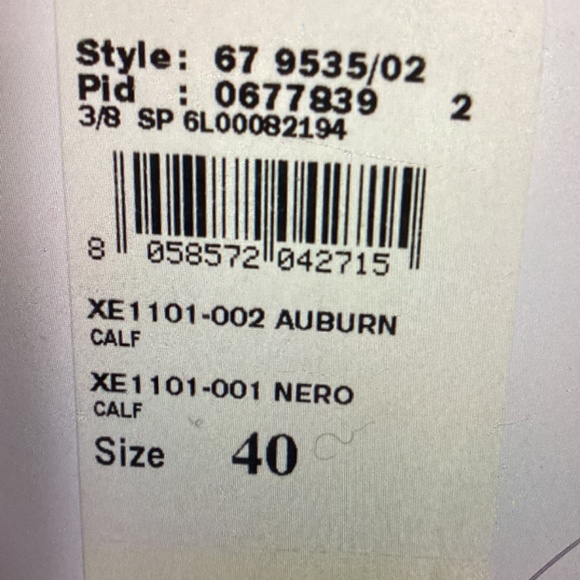 Style: 67 9535/02
Pid : 0677839 2
3/8 SP 6L00082194
8 058572 042715
XE1101-002 AUBURN
CALF
XE1101-001 NERO
CALF
Size 40